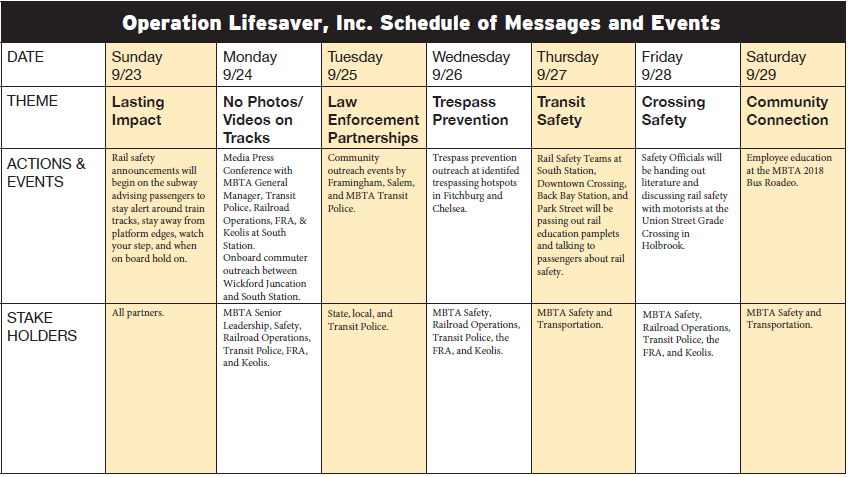 Operation Lifesaver, Inc. Schedule of Messages and Events
DATE
Sunday
9/23
Monday
9/24
Tuesday
9/25
Wednesday
9/26
Thursday
9/27
Friday
9/28
Saturday
9/29
THEME
Lasting
Impact
No Photos/
Videos on
Tracks
Law
Enforcement
Partnerships
Trespass
Prevention
Transit
Safety
Crossing
Safety
Community
Connection
ACTIONS &
EVENTS
Rail safety
announcements will
begin on the subway
advising passengers to
stay alert around train
tracks, stay away from
platform edges, watch
your step, and when
on board hold on.
Media Press
Conference with
MBTA General
Manager, Transit
Police, Railroad
Operations, FRA, &
Keolis at South
Station.
Onboard commuter
outreach between
Wickford Juncation
and South Station.
Community
outreach events by
Framingham, Salem,
and MBTA Transit
Police.
Trespass prevention
outreach at identifed
trespassing hotspots
in Fitchburg and
Chelsea.
Rail Safety Teams at
South Station,
Downtown Crossing,
Back Bay Station, and
Park Street will be
passing out rail
education pamplets
and talking to
passengers about rail
safety.
Safety Officials will
be handing out
literature and
discussing rail safety
with motorists at the
Union Street Grade
Crossing in
Holbrook.
Employee education
at the MBTA 2018
Bus Roadeo.
STAKE
HOLDERS
All partners.
MBTA Senior
Leadership, Safety,
Railroad Operations,
Transit Police, FRA,
and Keolis.
State, local, and
Transit Police.
MBTA Safety,
Railroad Operations,
Transit Police, the
FRA, and Keolis.
MBTA Safety and
Transportation.
MBTA Safety,
Railroad Operations,
Transit Police, the
FRA, and Keolis.
MBTA Safety and
Transportation.